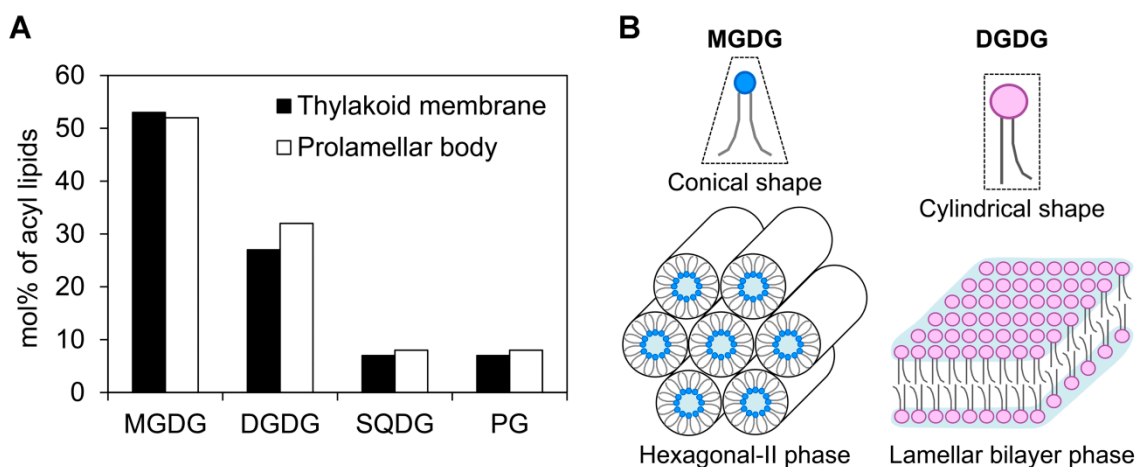 A
mol% of acyl lipids
60
50
40
30
20
10
0
Thylakoid membrane
Prolamellar body
MGDG DGDG SQDG PG
B
MGDG DGDG
Conical shape
Cylindrical shape
Hexagonal-II phase Lamellar bilayer phase